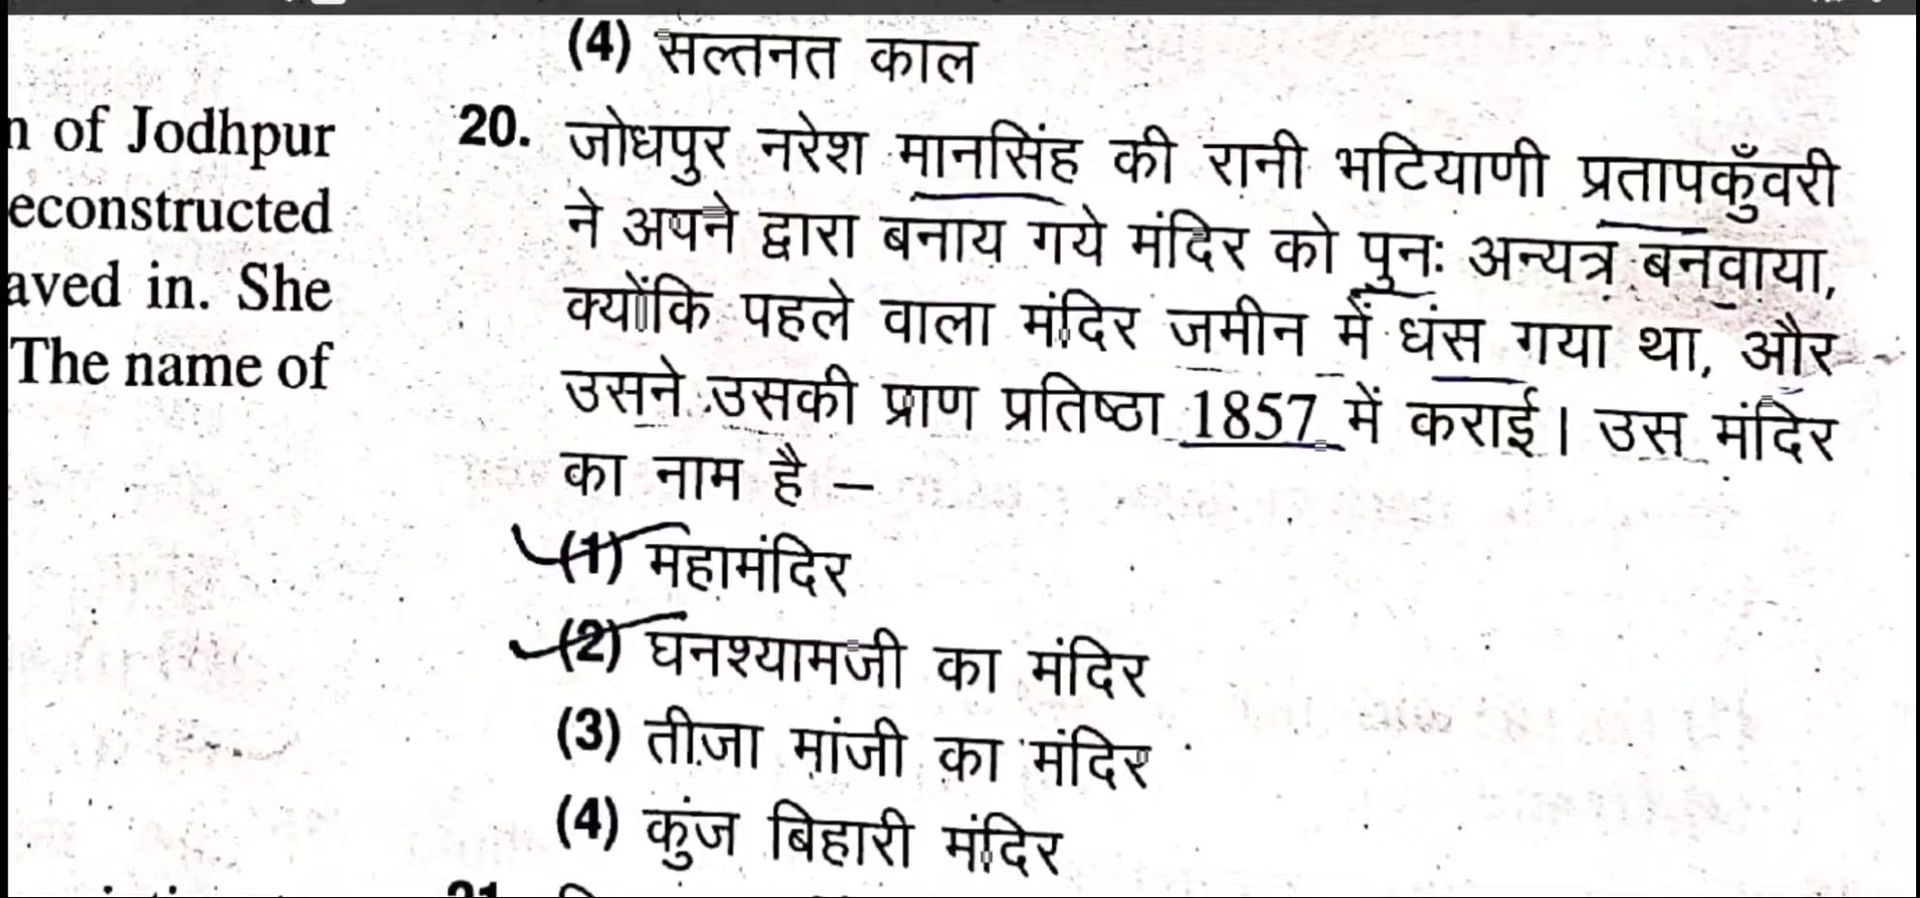 (4) सल्तनत काल
n of Jodhpur
econstructed
aved in. She
The name of
20. जोधपुर नरेश मानसिंह की रानी भटियाणी प्रतापकुँवरी
ने अपने द्वारा बनाय गये मंदिर को पुनः अन्यत्र बनवाया,
क्योंकि पहले वाला मंदिर जमीन में धंस गया था, और
उसने उसकी प्राण प्रतिष्ठा 1857 में कराई। उस मंदिर
का नाम है –
(1) महामंदिर
(2) घनश्यामजी का मंदिर
(3) तीजा मांजी का मंदिर
(4) कुंज बिहारी मंदिर
21.